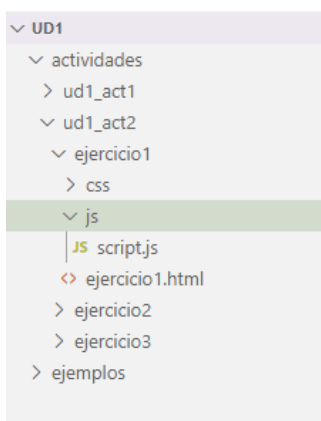 UD1
actividades
ud1_act1
ud1_act2
ejercicio1
css
js
JS script.js
<> ejercicio1.html
ejercicio2
ejercicio3
ejemplos